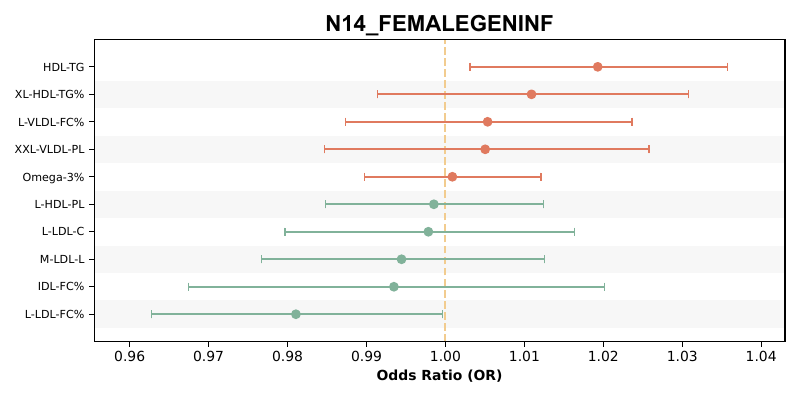 N14_FEMALEGENINF
HDL-TG
XL-HDL-TG%
L-VLDL-FC%
XXL-VLDL-PL
Omega-3%
L-HDL-PL
L-LDL-C
M-LDL-L
IDL-FC%
L-LDL-FC%
0.96 0.97 0.98 0.99 1.00 1.01 1.02 1.03 1.04
Odds Ratio (OR)